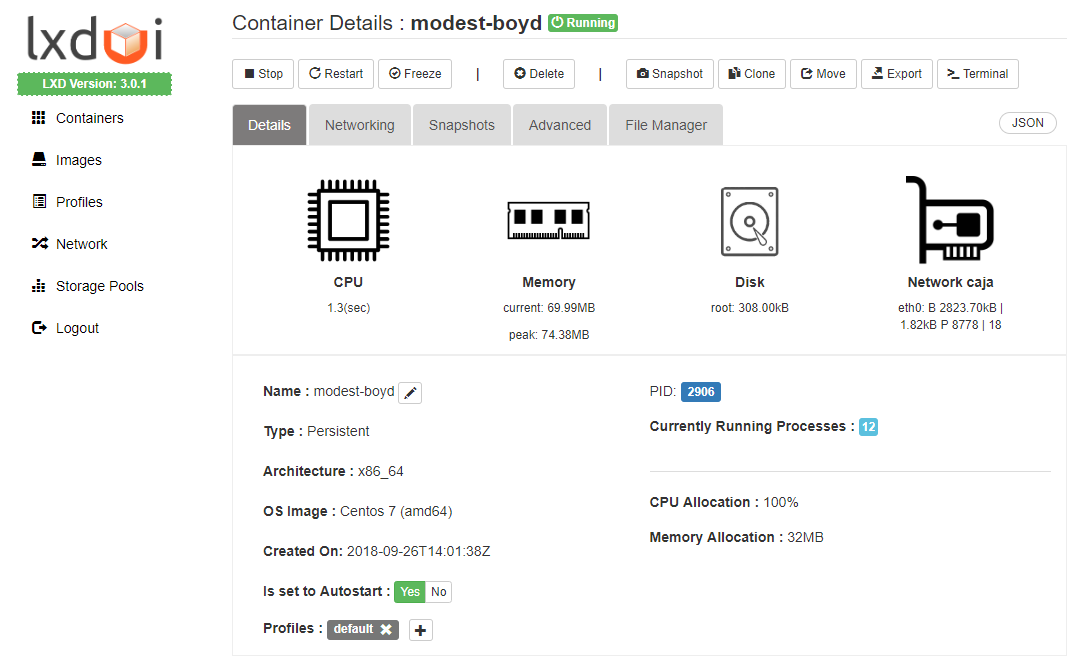 lxdui
LXD Version: 3.0.1
Containers
Images
Profiles
Network
Storage Pools
Logout
Container Details : modest-boyd Running
Stop Restart Freeze | Delete | Snapshot Clone Move Export Terminal
Details Networking Snapshots Advanced File Manager JSON
CPU
1.3(sec)
Memory
current: 69.99MB
peak: 74.38MB
Disk
root: 308.00kB
Network caja
eth0: B 2823.70kB |
1.82kB P 8778 | 18
Name : modest-boyd
Type : Persistent
Architecture : x86_64
OS Image : Centos 7 (amd64)
Created On: 2018-09-26T14:01:38Z
Is set to Autostart : Yes No
Profiles : default
PID: 2906
Currently Running Processes : 12
CPU Allocation : 100%
Memory Allocation : 32MB